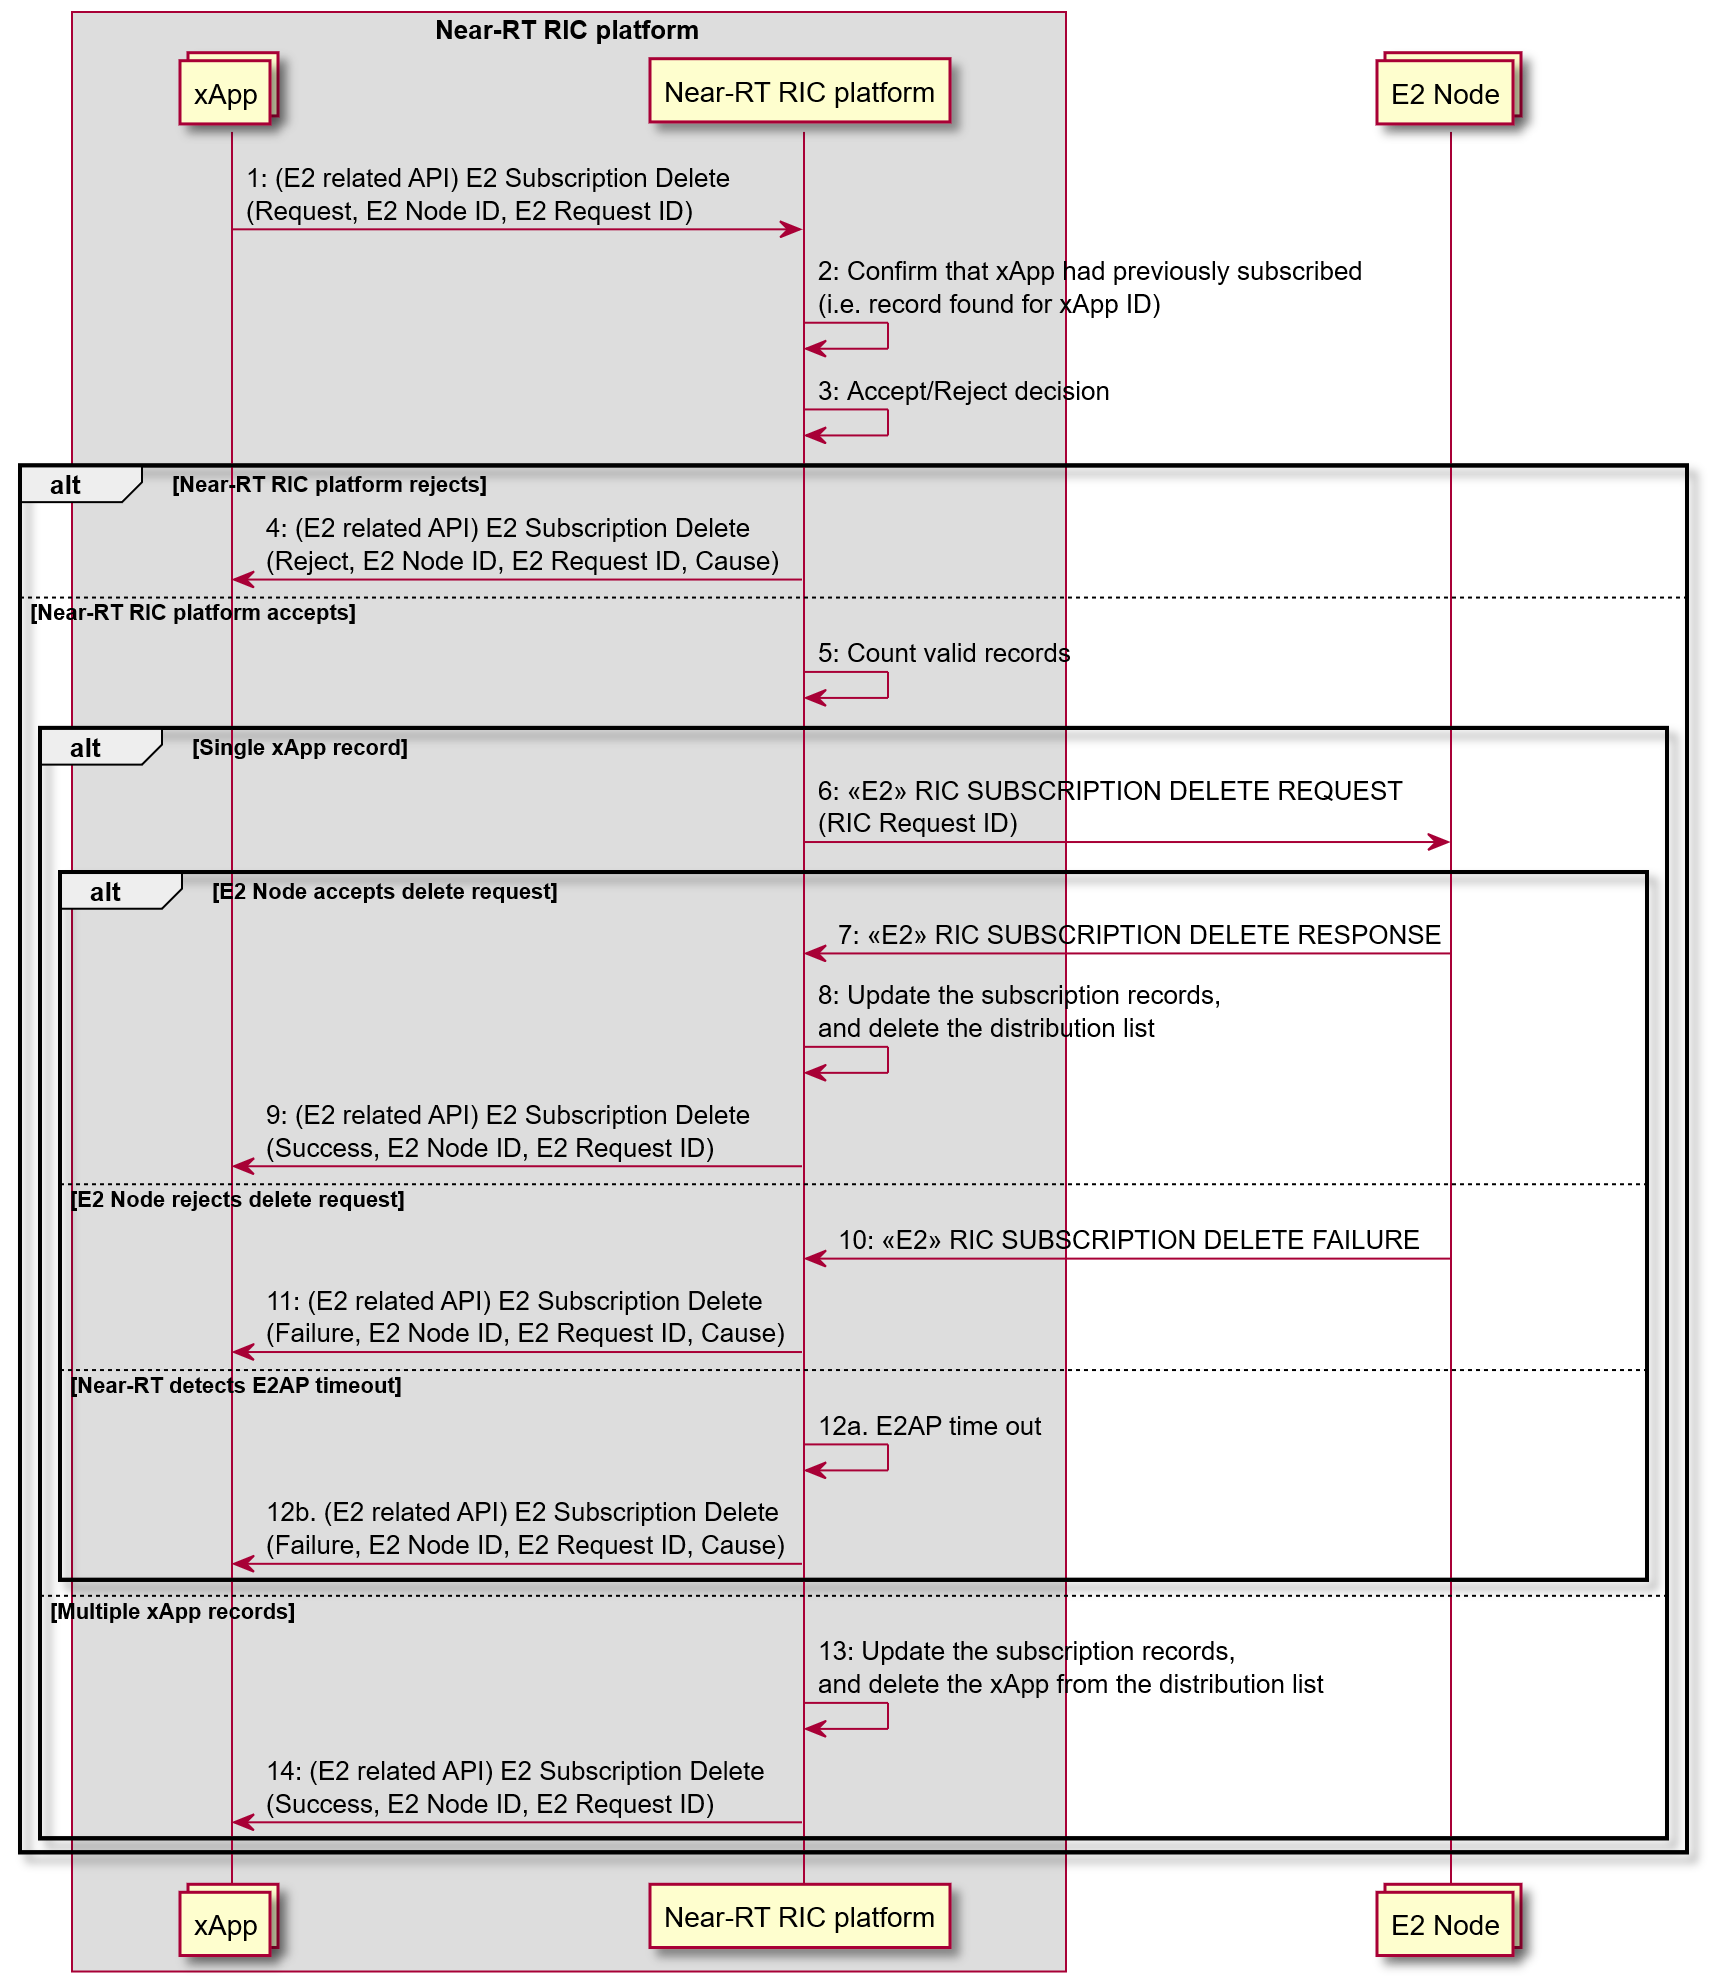 Near-RT RIC platform
xApp
Near-RT RIC platform
E2 Node
1: (E2 related API) E2 Subscription Delete
(Request, E2 Node ID, E2 Request ID)
2: Confirm that xApp had previously subscribed
(i.e. record found for xApp ID)
3: Accept/Reject decision
alt
[Near-RT RIC platform rejects]
4: (E2 related API) E2 Subscription Delete
(Reject, E2 Node ID, E2 Request ID, Cause)
[Near-RT RIC platform accepts]
5: Count valid records
alt
[Single xApp record]
6: «E2» RIC SUBSCRIPTION DELETE REQUEST
(RIC Request ID)
alt
[E2 Node accepts delete request]
7: «E2» RIC SUBSCRIPTION DELETE RESPONSE
8: Update the subscription records,
and delete the distribution list
9: (E2 related API) E2 Subscription Delete
(Success, E2 Node ID, E2 Request ID)
[E2 Node rejects delete request]
10: «E2» RIC SUBSCRIPTION DELETE FAILURE
11: (E2 related API) E2 Subscription Delete
(Failure, E2 Node ID, E2 Request ID, Cause)
[Near-RT detects E2AP timeout]
12a. E2AP time out
12b. (E2 related API) E2 Subscription Delete
(Failure, E2 Node ID, E2 Request ID, Cause)
[Multiple xApp records]
13: Update the subscription records,
and delete the xApp from the distribution list
14: (E2 related API) E2 Subscription Delete
(Success, E2 Node ID, E2 Request ID)
xApp
Near-RT RIC platform
E2 Node